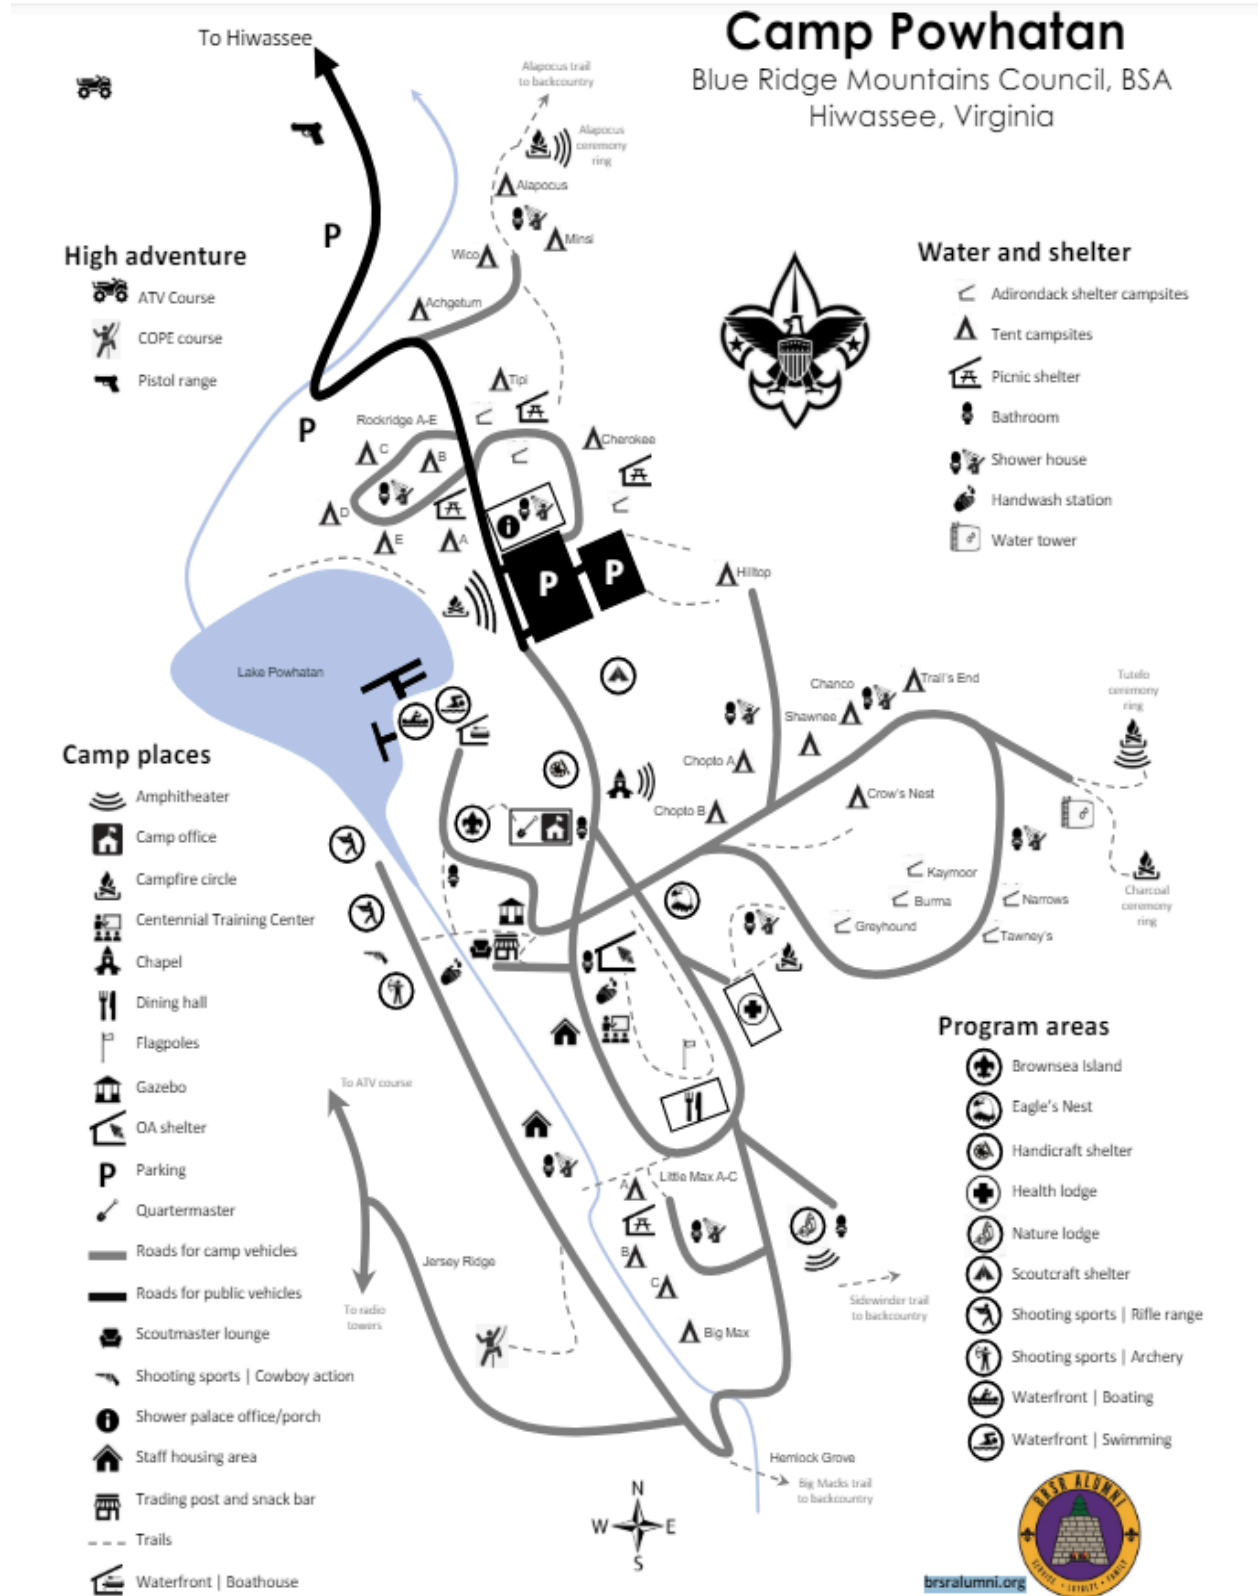 Camp Powhatan
Blue Ridge Mountains Council, BSA
Hiwassee, Virginia
To Hiwassee
Alapocus trail
to backcountry
Alapocus
ceremony
ring
Alapocus
Minsi
Wico
Achgetum
High adventure
ATV Course
COPE course
Pistol range
P
P
Water and shelter
Adirondack shelter campsites
Tent campsites
Picnic shelter
Bathroom
Shower house
Handwash station
Water tower
Tipi
Rockridge A-E
C
B
D
E
A
Cherokee
P
P
Hilltop
Lake Powhatan
Chanco
Trail's End
Shawnee
Chopto A
Chopto B
Crow's Nest
Tutelo
ceremony
ring
Kaymoor
Burma
Narrows
Greyhound
Tawney's
Charcoal
ceremony
ring
Camp places
Amphitheater
Camp office
Campfire circle
Centennial Training Center
Chapel
Dining hall
Flagpoles
Gazebo
OA shelter
P Parking
Quartermaster
Roads for camp vehicles
Roads for public vehicles
Scoutmaster lounge
Shooting sports | Cowboy action
Shower palace office/porch
Staff housing area
Trading post and snack bar
Trails
Waterfront | Boathouse
To ATV course
To radio
towers
Jersey Ridge
Little Max A-C
A
B
C
Big Max
Sidewinder trail
to backcountry
Hemlock Grove
Big Macks trail
to backcountry
Program areas
Brownsea Island
Eagle's Nest
Handicraft shelter
Health lodge
Nature lodge
Scoutcraft shelter
Shooting sports | Rifle range
Shooting sports | Archery
Waterfront | Boating
Waterfront | Swimming
N
W E
S
BRSR ALUMNI
SERVICE • LOYALTY • FAMILY
brsralumni.org